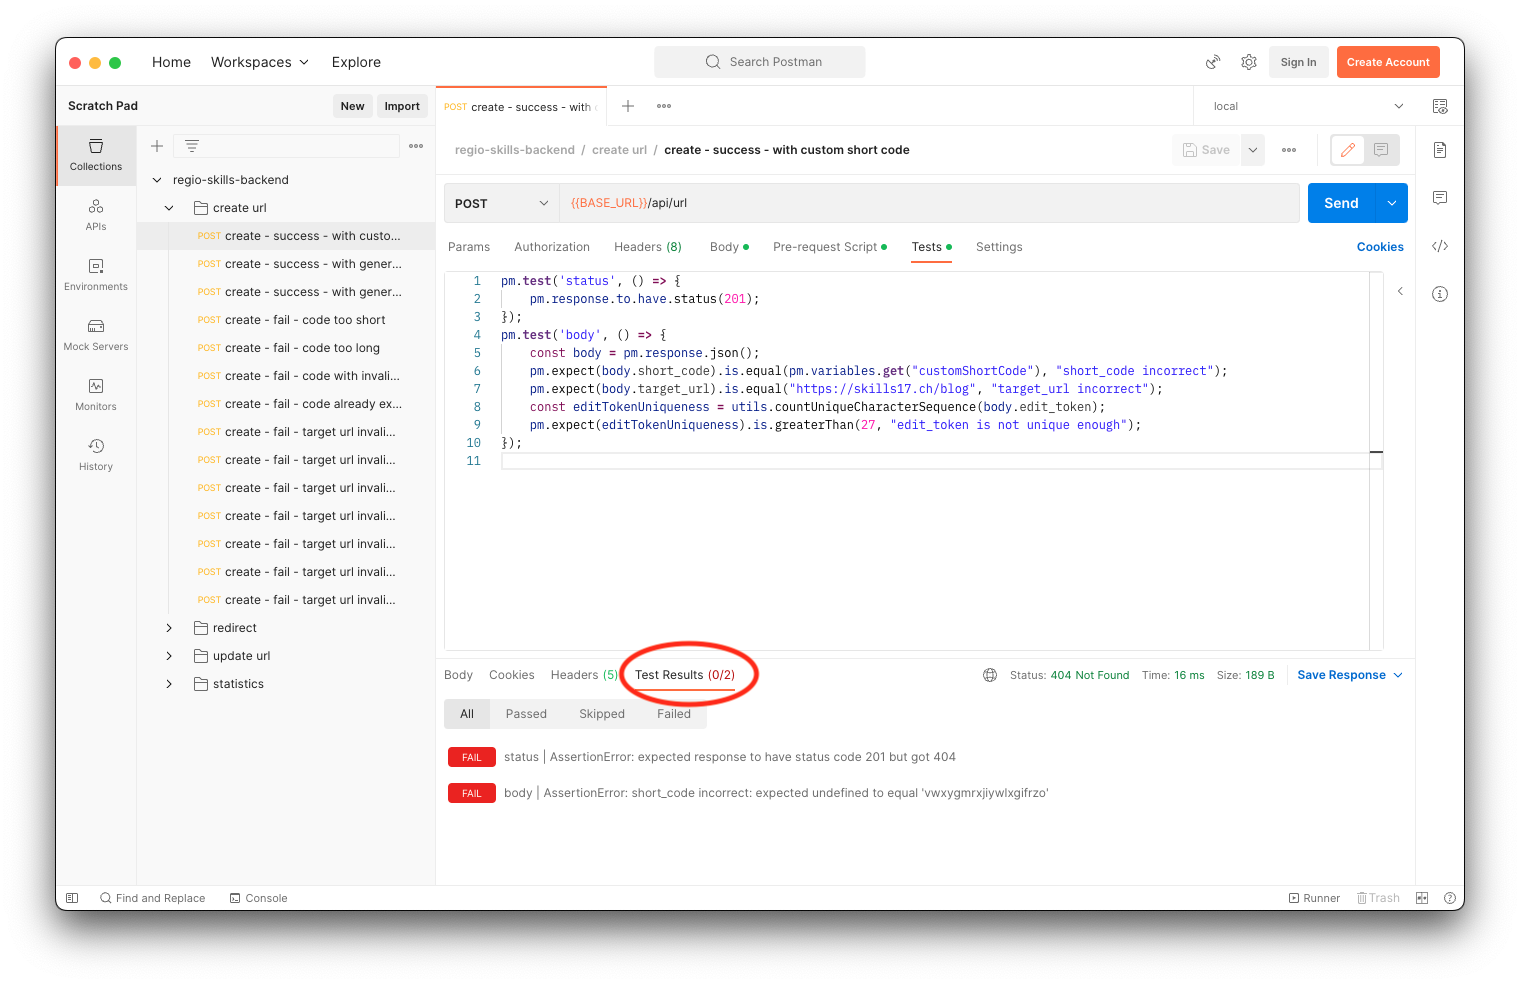 Home Workspaces Explore Search Postman Sign In Create Account
Scratch Pad New Import
POST create - success - with c local
Collections
APIs
Environments
Mock Servers
Monitors
History
regio-skills-backend
create url
POST create - success - with custo...
POST create - success - with gener...
POST create - success - with gener...
POST create - fail - code too short
POST create - fail - code too long
POST create - fail - code with invali...
POST create - fail - code already ex...
POST create - fail - target url invali...
POST create - fail - target url invali...
POST create - fail - target url invali...
POST create - fail - target url invali...
POST create - fail - target url invali...
POST create - fail - target url invali...
POST create - fail - target url invali...
redirect
update url
statistics
regio-skills-backend / create url / create - success - with custom short code Save
POST {{BASE_URL}}/api/url Send
Params Authorization Headers (8) Body Pre-request Script Tests Settings Cookies
1 pm.test('status', () => {
2 pm.response.to.have.status(201);
3 });
4 pm.test('body', () => {
5 const body = pm.response.json();
6 pm.expect(body.short_code).is.equal(pm.variables.get("customShortCode"), "short_code incorrect");
7 pm.expect(body.target_url).is.equal("https://skills17.ch/blog", "target_url incorrect");
8 const editTokenUniqueness = utils.countUniqueCharacterSequence(body.edit_token);
9 pm.expect(editTokenUniqueness).is.greaterThan(27, "edit_token is not unique enough");
10 });
11
Body Cookies Headers (5) Test Results (0/2) Status: 404 Not Found Time: 16 ms Size: 189 B Save Response
All Passed Skipped Failed
FAIL status | AssertionError: expected response to have status code 201 but got 404
FAIL body | AssertionError: short_code incorrect: expected undefined to equal 'vwxygmrxjiywlxgifrzo'
Find and Replace Console Runner Trash